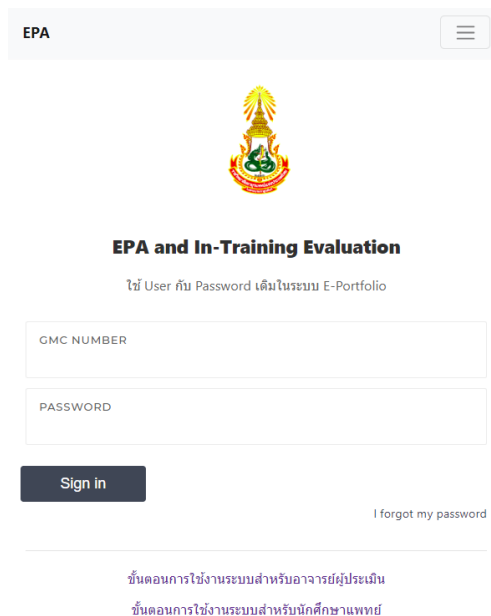 EPA
EPA and In-Training Evaluation
ใช้ User กับ Password เดิมในระบบ E-Portfolio
GMC NUMBER
PASSWORD
Sign in
I forgot my password
ขั้นตอนการใช้งานระบบสำหรับอาจารย์ผู้ประเมิน
ขั้นตอนการใช้งานระบบสำหรับนักศึกษาแพทย์